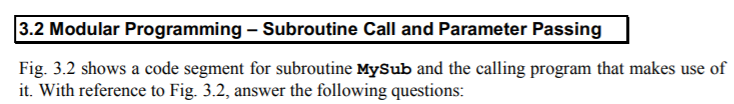 3.2 Modular Programming – Subroutine Call and Parameter Passing
Fig. 3.2 shows a code segment for subroutine MySub and the calling program that makes use of
it. With reference to Fig. 3.2, answer the following questions: